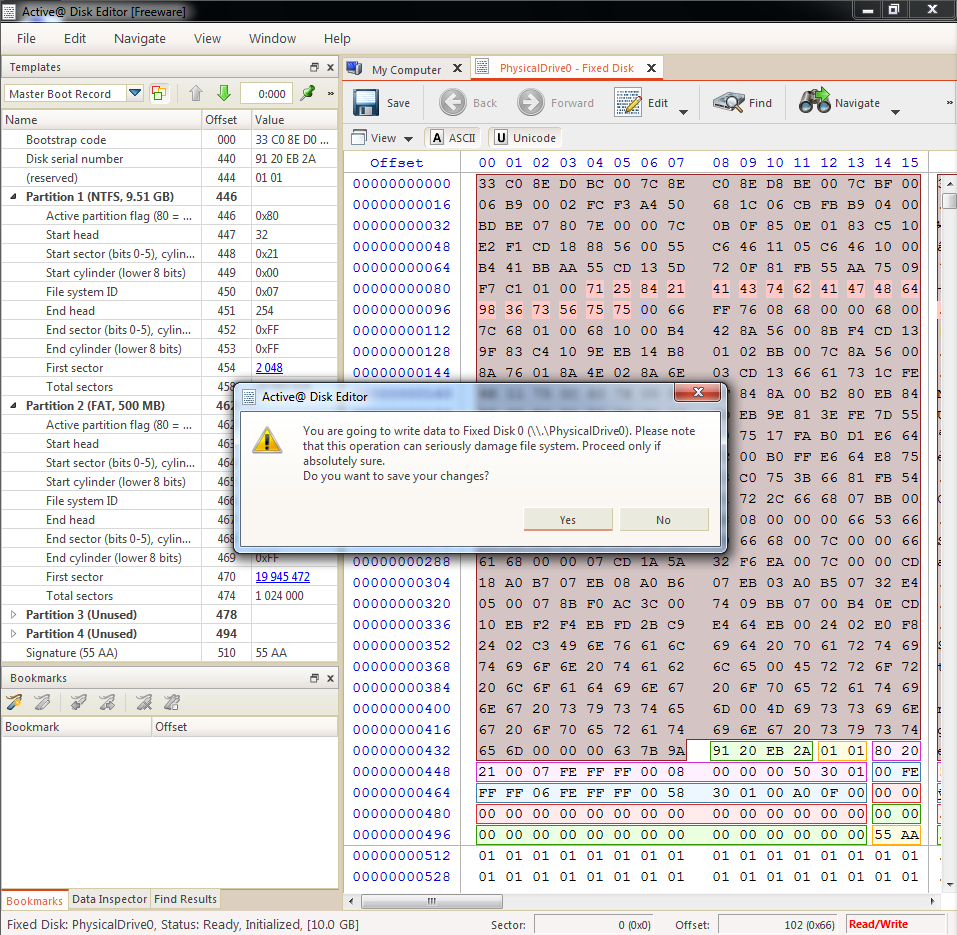 Active@ Disk Editor [Freeware]
File Edit Navigate View Window Help
Templates
Master Boot Record 0:000 »
Name Offset Value
Bootstrap code 000 33 C0 8E D0 ...
Disk serial number 440 91 20 EB 2A
(reserved) 444 01 01
Partition 1 (NTFS, 9.51 GB) 446
Active partition flag (80 = ... 446 0x80
Start head 447 32
Start sector (bits 0-5), cylin... 448 0x21
Start cylinder (lower 8 bits) 449 0x00
File system ID 450 0x07
End head 451 254
End sector (bits 0-5), cylin... 452 0xFF
End cylinder (lower 8 bits) 453 0xFF
First sector 454 2 048
Total sectors 458
Partition 2 (FAT, 500 MB) 462
Active partition flag (80 = ... 462
Start head 463
Start sector (bits 0-5), cylin... 464
Start cylinder (lower 8 bits) 465
File system ID 466
End head 467
End sector (bits 0-5), cylin... 468
End cylinder (lower 8 bits) 469 0xFF
First sector 470 19 945 472
Total sectors 474 1 024 000
Partition 3 (Unused) 478
Partition 4 (Unused) 494
Signature (55 AA) 510 55 AA
Bookmarks
Bookmark Offset
Bookmarks Data Inspector Find Results
My Computer PhysicalDrive0 - Fixed Disk
Save Back Forward Edit Find Navigate »
View A ASCII U Unicode
Offset 00 01 02 03 04 05 06 07 08 09 10 11 12 13 14 15
00000000000 33 C0 8E D0 BC 00 7C 8E C0 8E D8 BE 00 7C BF 00
00000000016 06 B9 00 02 FC F3 A4 50 68 1C 06 CB FB B9 04 00
00000000032 BD BE 07 80 7E 00 00 7C 0B 0F 85 0E 01 83 C5 10
00000000048 E2 F1 CD 18 88 56 00 55 C6 46 11 05 C6 46 10 00
00000000064 B4 41 BB AA 55 CD 13 5D 72 0F 81 FB 55 AA 75 09
00000000080 F7 C1 01 00 71 25 84 21 41 43 74 62 41 47 48 64
00000000096 98 36 73 56 75 75 00 66 FF 76 08 68 00 00 68 00
00000000112 7C 68 01 00 68 10 00 B4 42 8A 56 00 8B F4 CD 13
00000000128 9F 83 C4 10 9E EB 14 B8 01 02 BB 00 7C 8A 56 00
00000000144 8A 76 01 8A 4E 02 8A 6E 03 CD 13 66 61 73 1C FE
84 8A 00 B2 80 EB 84
EB 9E 81 3E FE 7D 55
75 17 FA B0 D1 E6 64
00 B0 FF E6 64 E8 75
C0 75 3B 66 81 FB 54
72 2C 66 68 07 BB 00
08 00 00 00 66 53 66
66 68 00 7C 00 00 66
00000000288 61 68 00 00 07 CD 1A 5A 32 F6 EA 00 7C 00 00 CD
00000000304 18 A0 B7 07 EB 08 A0 B6 07 EB 03 A0 B5 07 32 E4
00000000320 05 00 07 8B F0 AC 3C 00 74 09 BB 07 00 B4 0E CD
00000000336 10 EB F2 F4 EB FD 2B C9 E4 64 EB 00 24 02 E0 F8
00000000352 24 02 C3 49 6E 76 61 6C 69 64 20 70 61 72 74 69
00000000368 74 69 6F 6E 20 74 61 62 6C 65 00 45 72 72 6F 72
00000000384 20 6C 6F 61 64 69 6E 67 20 6F 70 65 72 61 74 69
00000000400 6E 67 20 73 79 73 74 65 6D 00 4D 69 73 73 69 6E
00000000416 67 20 6F 70 65 72 61 74 69 6E 67 20 73 79 73 74
00000000432 65 6D 00 00 00 63 7B 9A 91 20 EB 2A 01 01 80 20
00000000448 21 00 07 FE FF FF 00 08 00 00 00 50 30 01 00 FE
00000000464 FF FF 06 FE FF FF 00 58 30 01 00 A0 0F 00 00 00
00000000480 00 00 00 00 00 00 00 00 00 00 00 00 00 00 00 00
00000000496 00 00 00 00 00 00 00 00 00 00 00 00 00 00 55 AA
00000000512 01 01 01 01 01 01 01 01 01 01 01 01 01 01 01 01
00000000528 01 01 01 01 01 01 01 01 01 01 01 01 01 01 01 01
Active@ Disk Editor
You are going to write data to Fixed Disk 0 (\\.\PhysicalDrive0). Please note
that this operation can seriously damage file system. Proceed only if
absolutely sure.
Do you want to save your changes?
Yes No
Fixed Disk: PhysicalDrive0, Status: Ready, Initialized, [10.0 GB] Sector: 0 (0x0) Offset: 102 (0x66) Read/Write